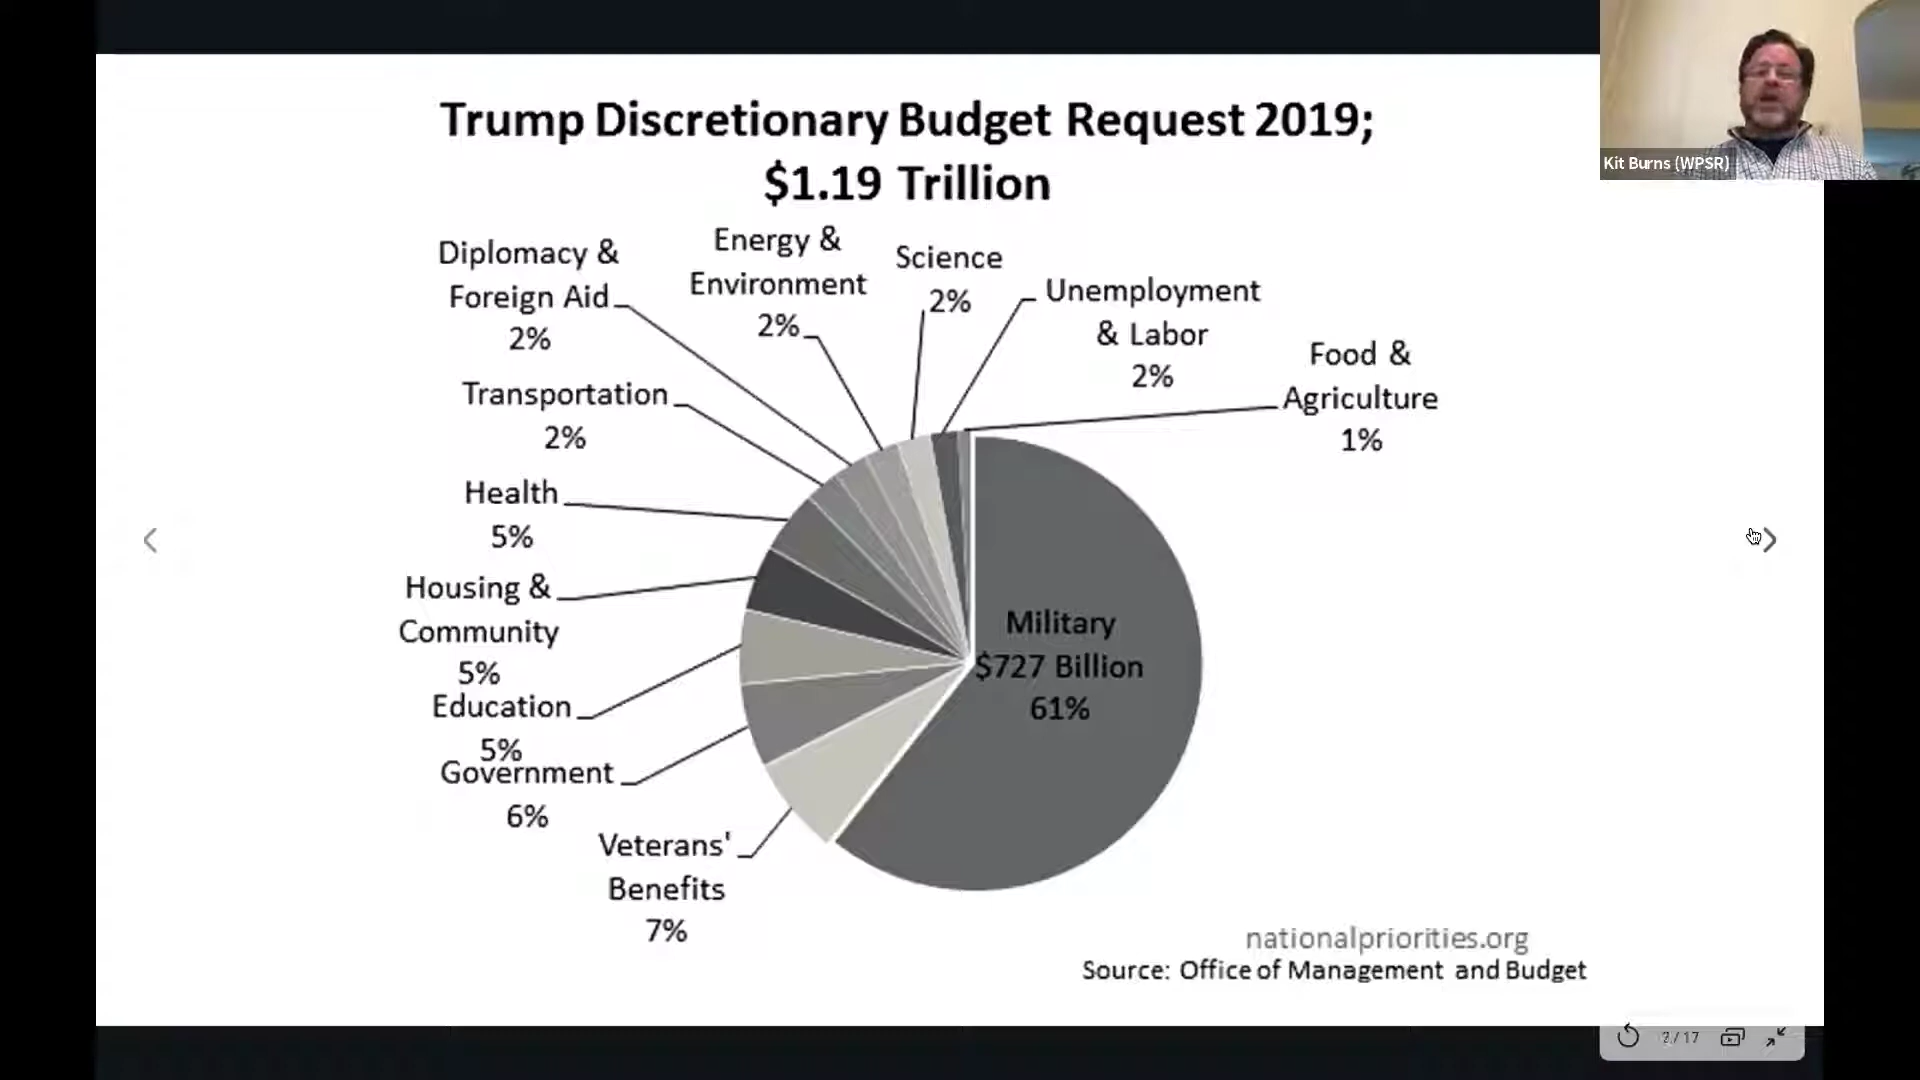 Trump Discretionary Budget Request 2019;
$1.19 Trillion
Kit Burns (WPSR)
Diplomacy &
Foreign Aid
2%
Energy &
Environment
2%
Science
2%
Unemployment
& Labor
2%
Food &
Agriculture
1%
Transportation
2%
Health
5%
Housing &
Community
5%
Education
5%
Government
6%
Veterans'
Benefits
7%
Military
$727 Billion
61%
nationalpriorities.org
Source: Office of Management and Budget
2/17